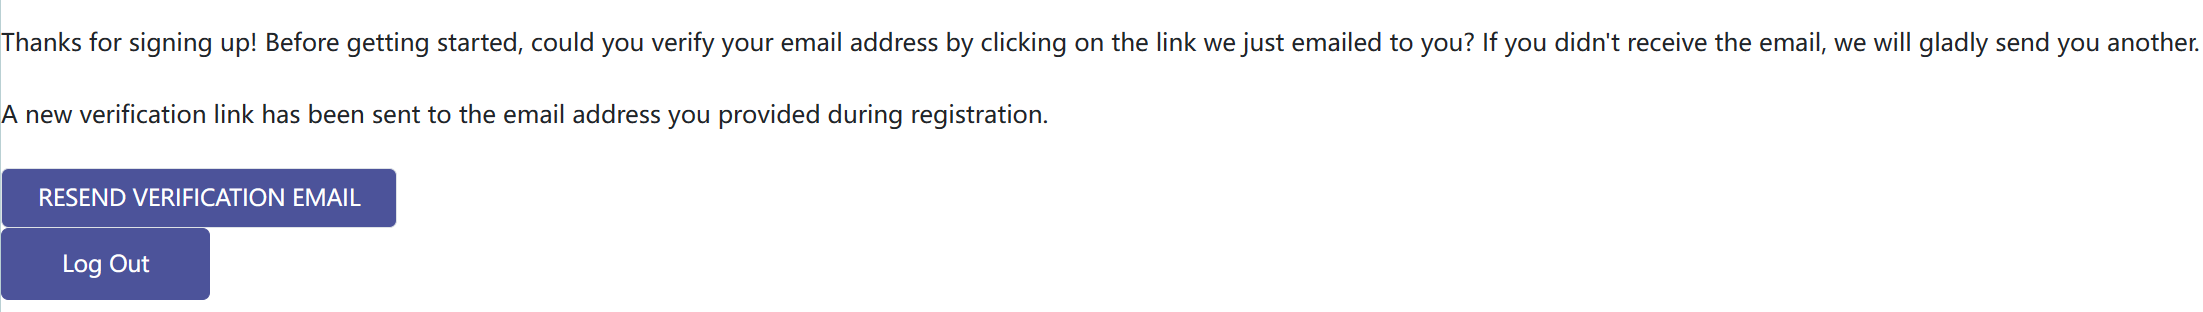 Thanks for signing up! Before getting started, could you verify your email address by clicking on the link we just emailed to you? If you didn't receive the email, we will gladly send you another.
A new verification link has been sent to the email address you provided during registration.
RESEND VERIFICATION EMAIL
Log Out